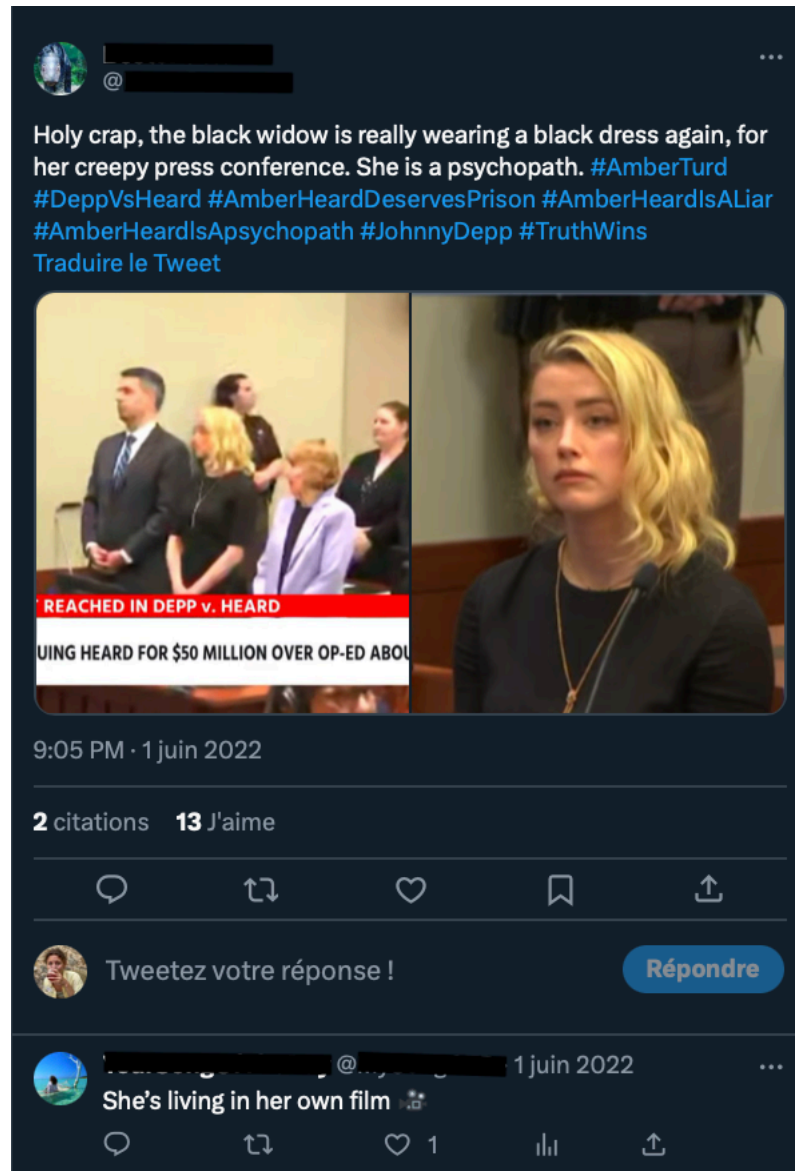 @
Holy crap, the black widow is really wearing a black dress again, for
her creepy press conference. She is a psychopath. #AmberTurd
#DeppVsHeard #AmberHeardDeservesPrison #AmberHeardIsALiar
#AmberHeardIsApsychopath #JohnnyDepp #TruthWins
Traduire le Tweet
REACHED IN DEPP v. HEARD
UING HEARD FOR $50 MILLION OVER OP-ED ABOU
9:05 PM · 1 juin 2022
2 citations 13 J'aime
Tweetez votre réponse !
Répondre
@ 1 juin 2022
She's living in her own film 🎥
1